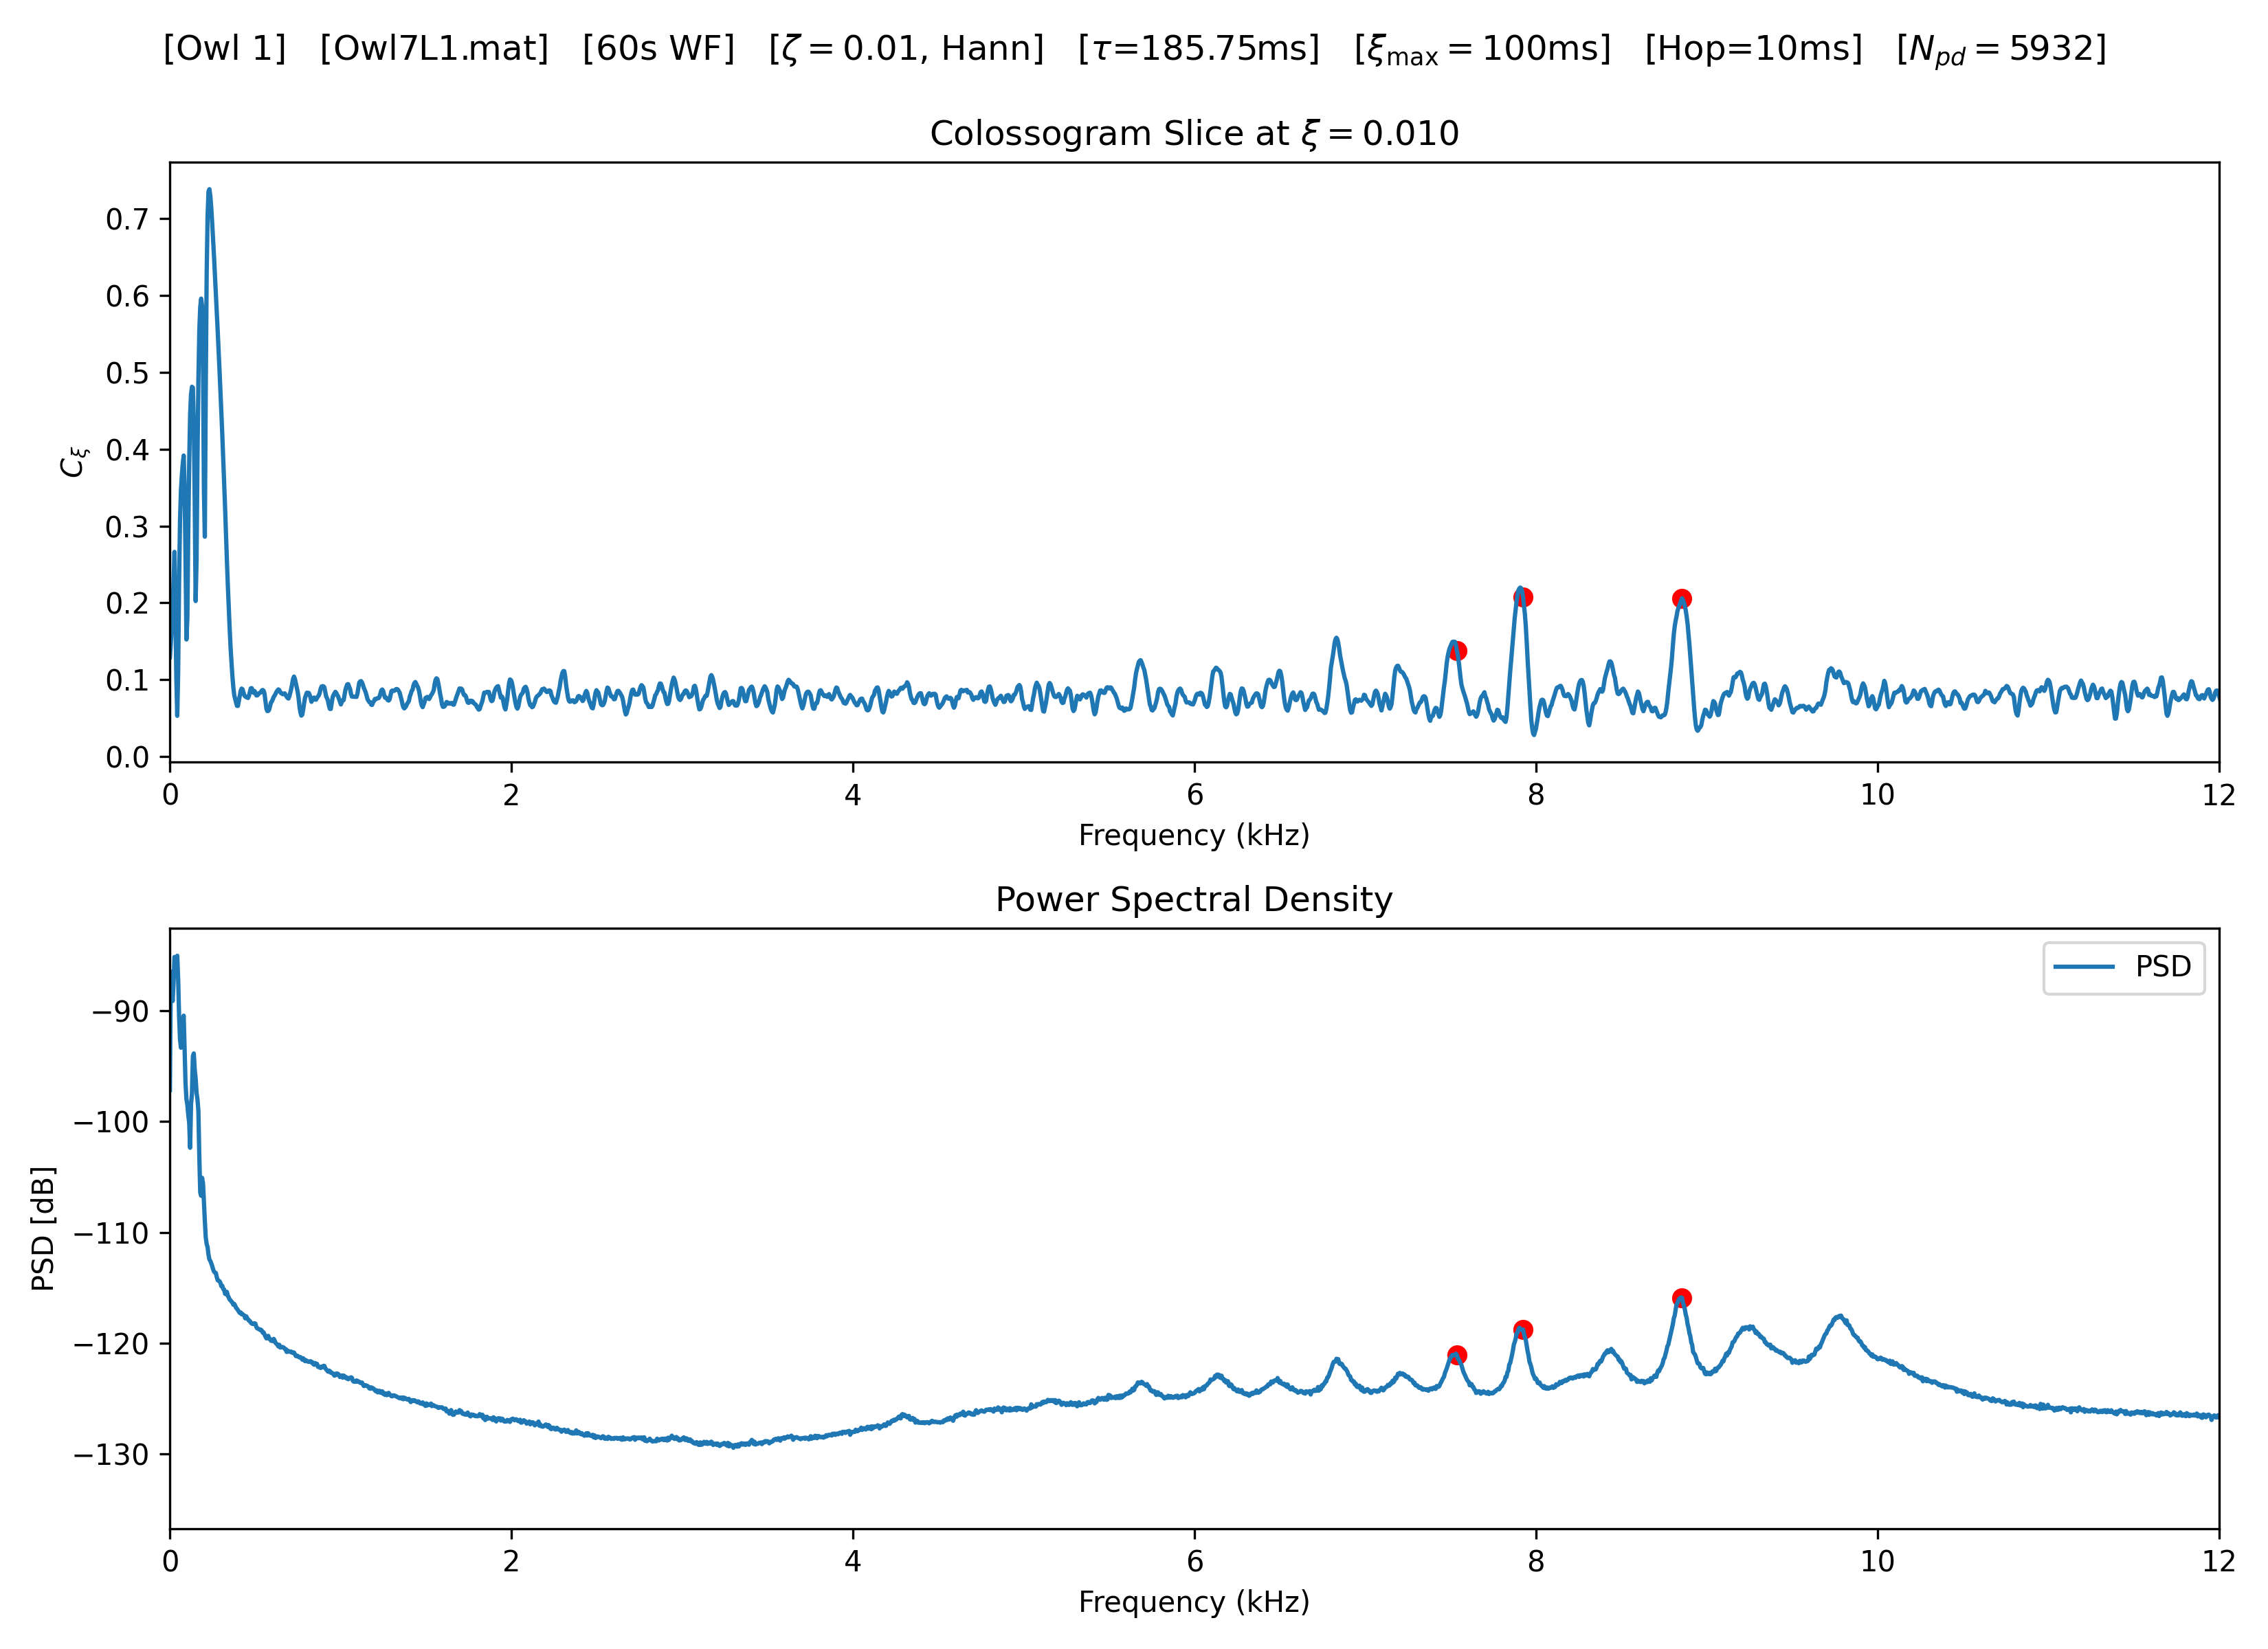 [Owl 1] [Owl7L1.mat] [60s WF] [ζ = 0.01, Hann] [τ=185.75ms] [ξmax = 100ms] [Hop=10ms] [Npd = 5932]
Colossogram Slice at ξ = 0.010
Cξ
0.7
0.6
0.5
0.4
0.3
0.2
0.1
0.0
0 2 4 6 8 10 12
Frequency (kHz)
Power Spectral Density
PSD
PSD [dB]
−90
−100
−110
−120
−130
0 2 4 6 8 10 12
Frequency (kHz)